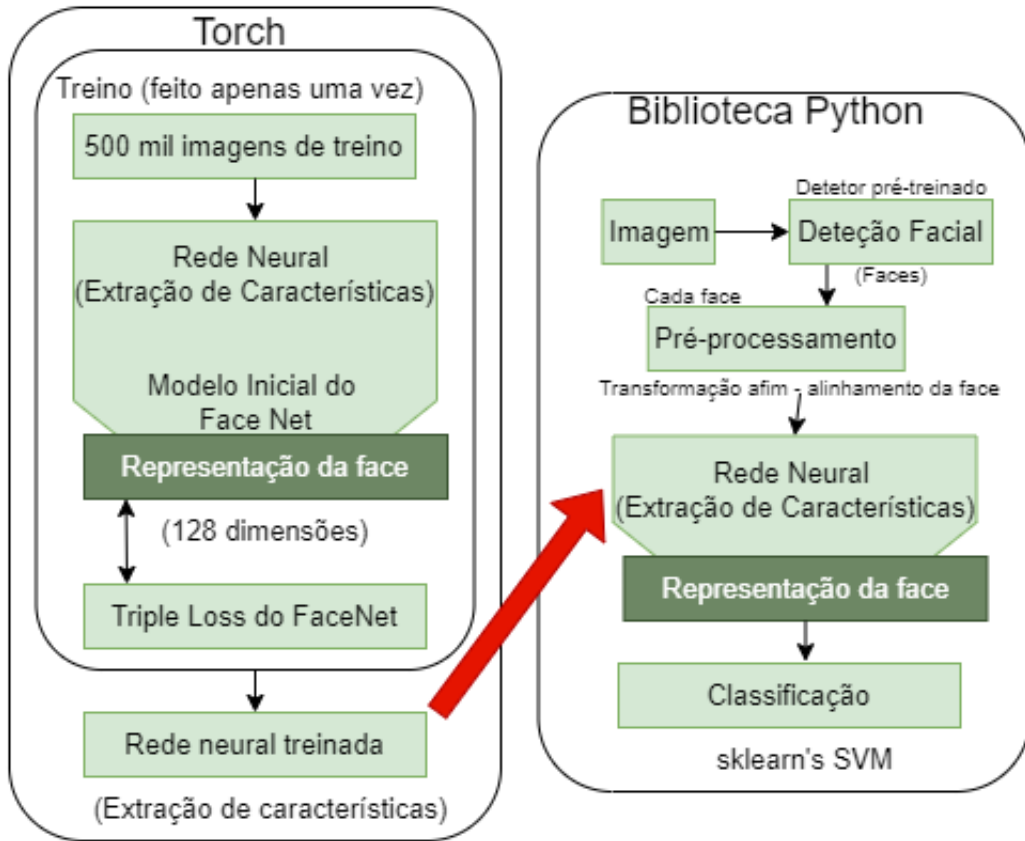 Torch
Treino (feito apenas uma vez)
500 mil imagens de treino
Rede Neural
(Extração de Características)
Modelo Inicial do
Face Net
Representação da face
(128 dimensões)
Triple Loss do FaceNet
Rede neural treinada
(Extração de características)
Biblioteca Python
Detetor pré-treinado
Imagem
Deteção Facial
(Faces)
Cada face
Pré-processamento
Transformação afim - alinhamento da face
Rede Neural
(Extração de Características)
Representação da face
Classificação
sklearn's SVM